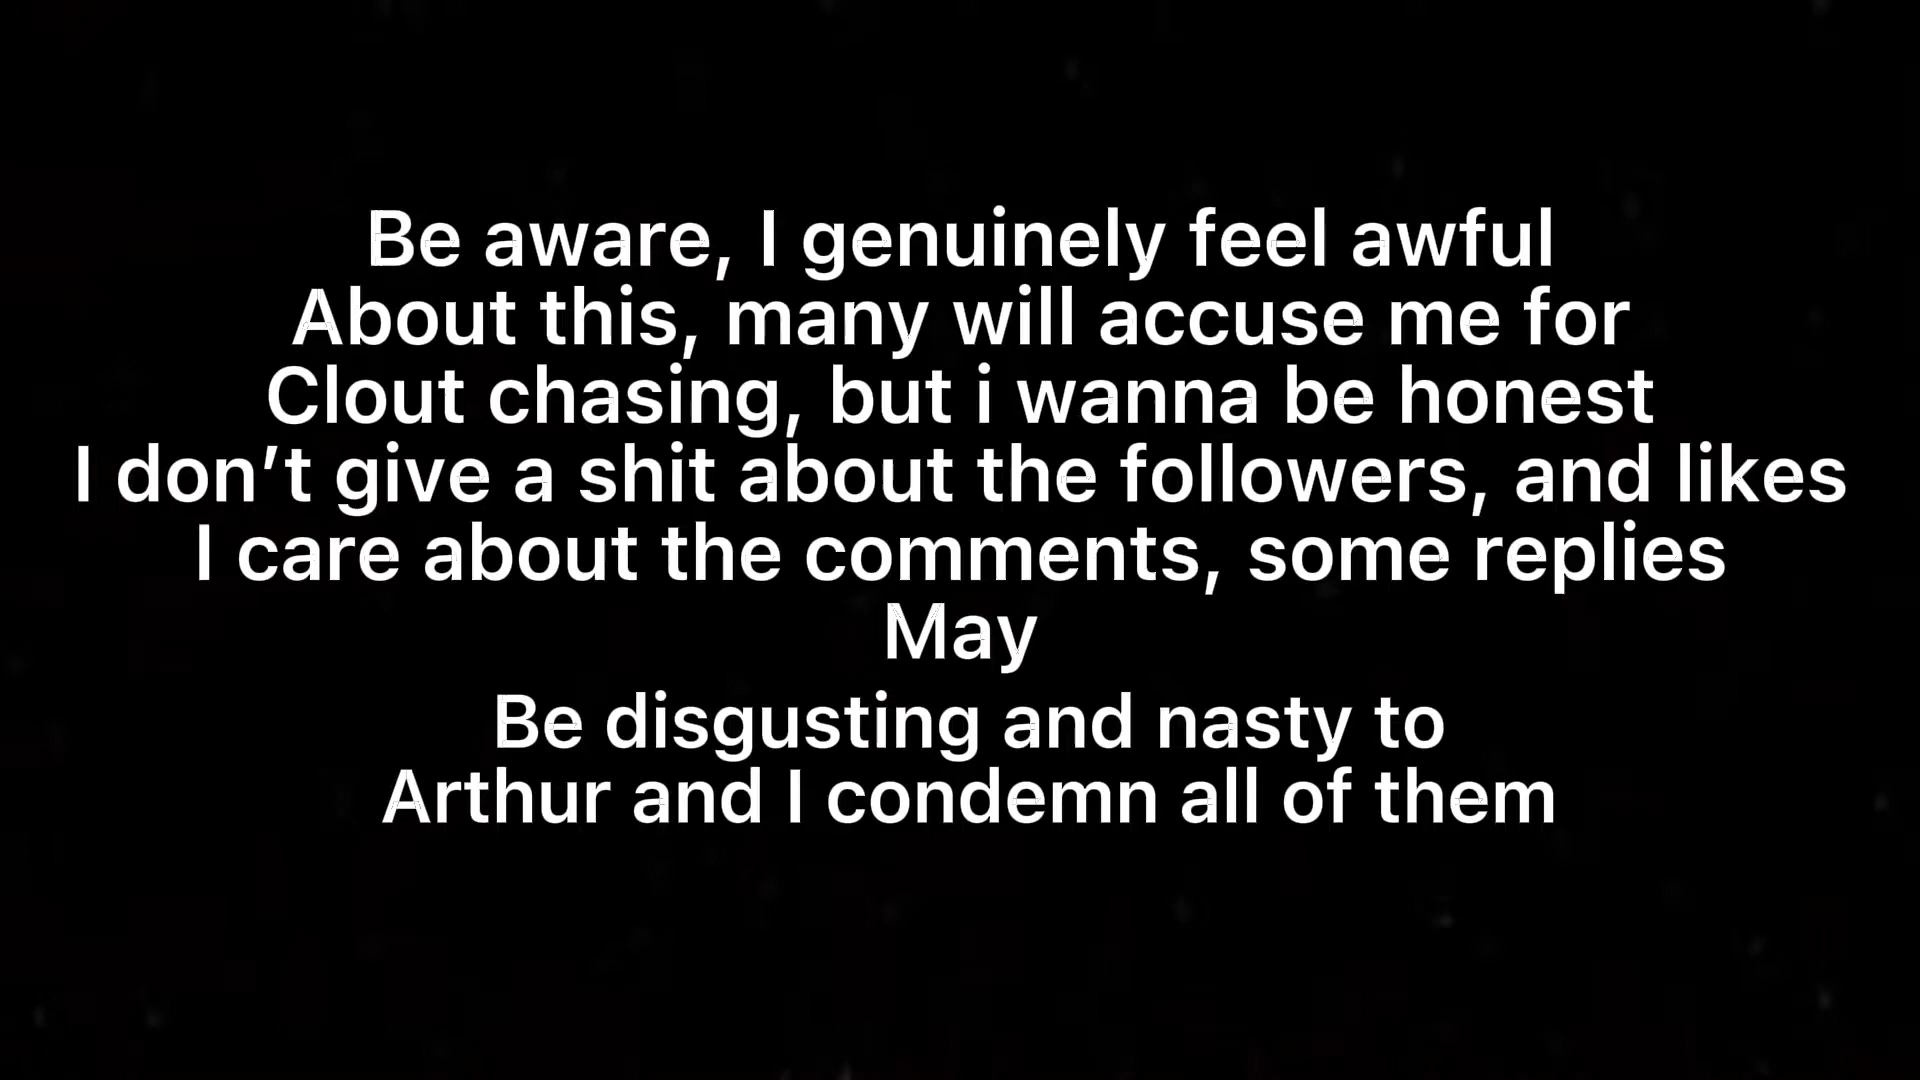 Be aware, I genuinely feel awful
About this, many will accuse me for
Clout chasing, but i wanna be honest
I don’t give a shit about the followers, and likes
I care about the comments, some replies
May
Be disgusting and nasty to
Arthur and I condemn all of them